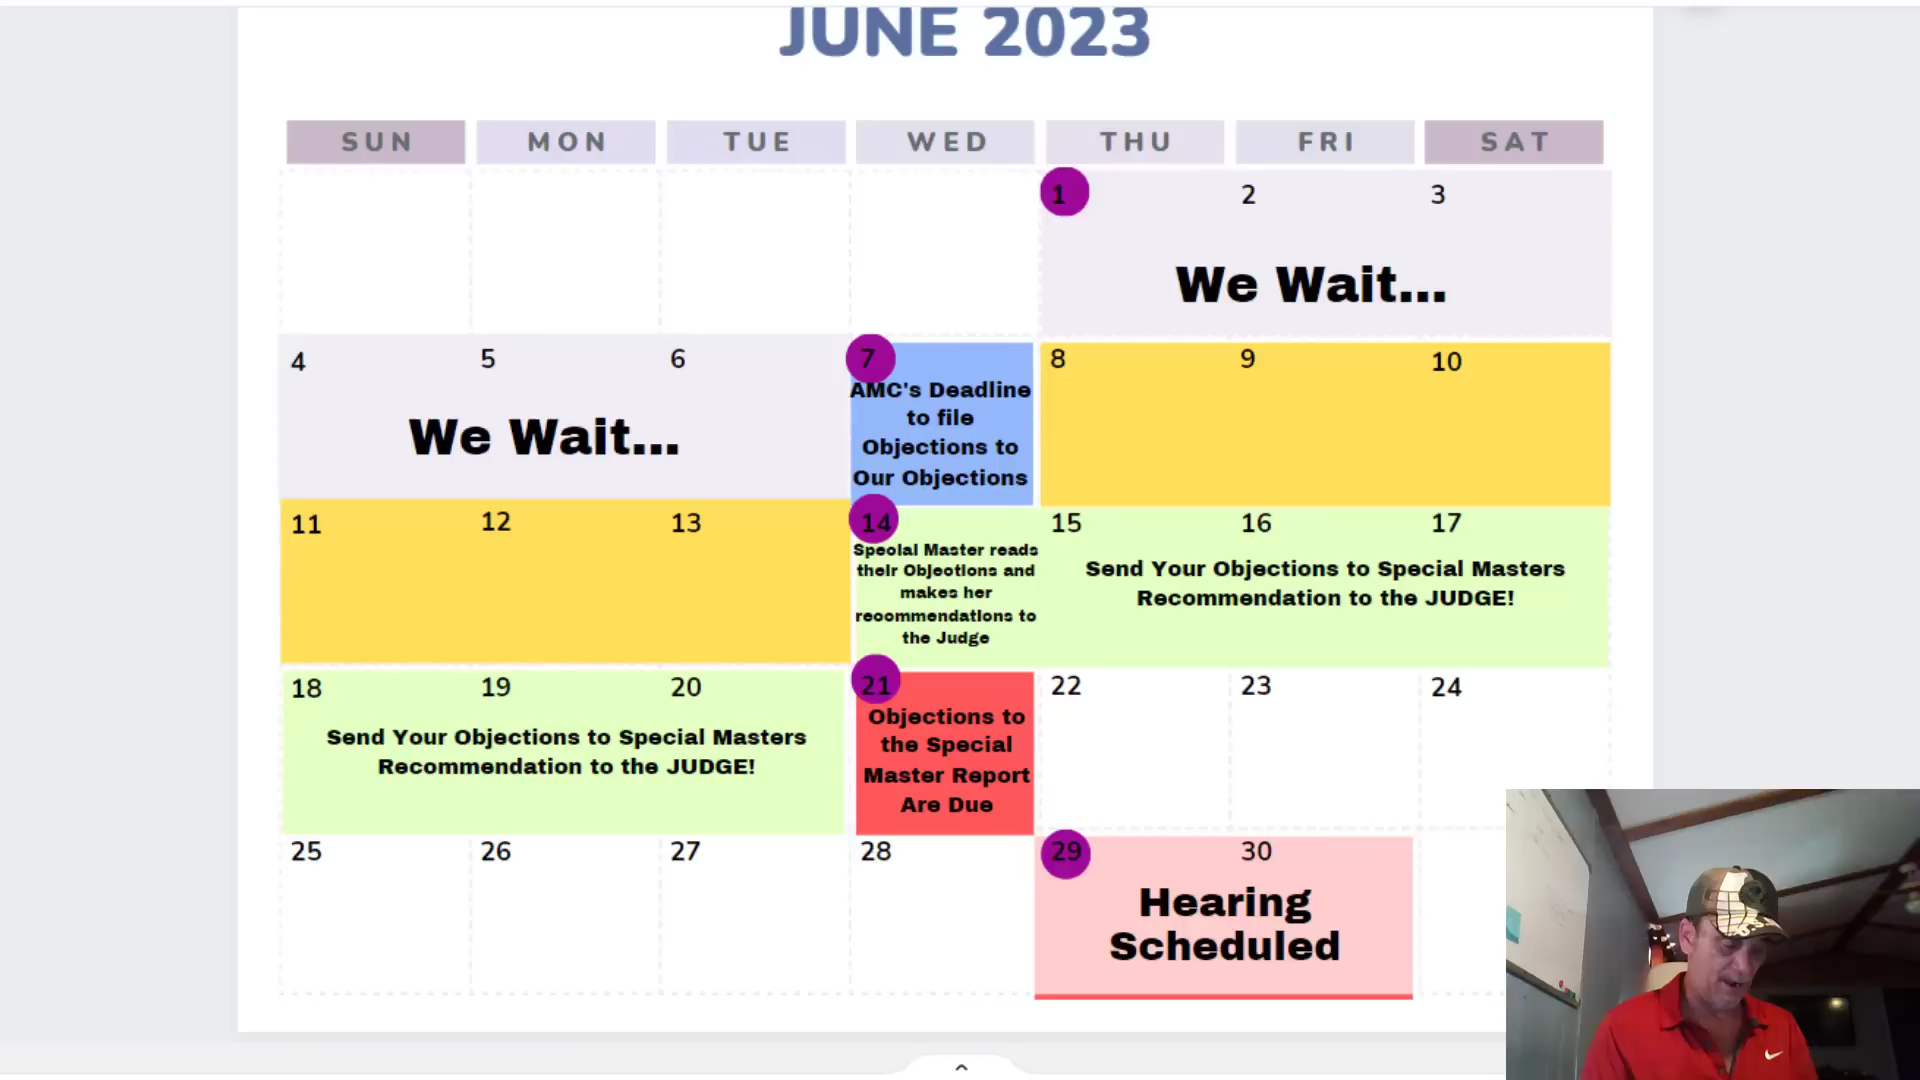 JUNE 2023
SUN MON TUE WED THU FRI SAT
1 2 3
We Wait...
4 5 6 7 8 9 10
We Wait...
AMC's Deadline
to file
Objections to
Our Objections
11 12 13 14 15 16 17
Special Master reads
their Objections and
makes her
recommendations to
the Judge
Send Your Objections to Special Masters
Recommendation to the JUDGE!
18 19 20 21 22 23 24
Send Your Objections to Special Masters
Recommendation to the JUDGE!
Objections to
the Special
Master Report
Are Due
25 26 27 28 29 30
Hearing
Scheduled